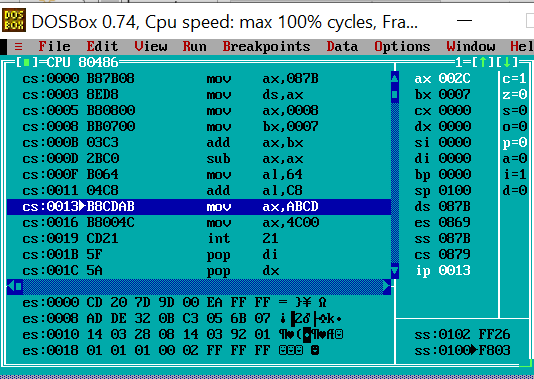 DOS BOX DOSBox 0.74, Cpu speed: max 100% cycles, Fra...
≡ File Edit View Run Breakpoints Data Options Window Hel
[■]=CPU 80486 1=[↑][↓]
cs:0000 B87B08 mov ax,087B ax 002C c=1
cs:0003 8ED8 mov ds,ax bx 0007 z=0
cs:0005 B80800 mov ax,0008 cx 0000 s=0
cs:0008 BB0700 mov bx,0007 dx 0000 o=0
cs:000B 03C3 add ax,bx si 0000 p=0
cs:000D 2BC0 sub ax,ax di 0000 a=0
cs:000F B064 mov al,64 bp 0000 i=1
cs:0011 04C8 add al,C8 sp 0100 d=0
cs:0013►B8CDAB mov ax,ABCD ds 087B
cs:0016 B8004C mov ax,4C00 es 0869
cs:0019 CD21 int 21 ss 087B
cs:001B 5F pop di cs 0879
cs:001C 5A pop dx ip 0013
es:0000 CD 20 7D 9D 00 EA FF FF = }¥ Ω
es:0008 AD DE 32 0B C3 05 6B 07
es:0010 14 03 28 08 14 03 92 01
es:0018 01 01 01 00 02 FF FF FF
ss:0102 FF26
ss:0100►F803